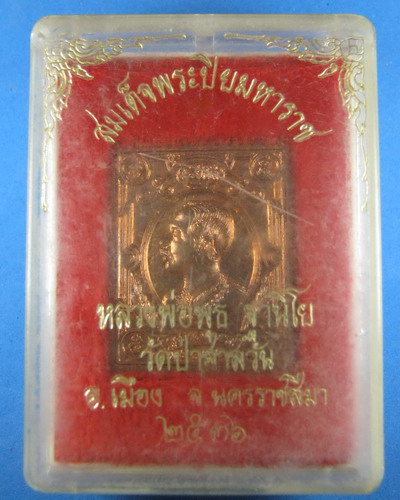 สมเด็จพระปิยมหาราช
หลวงพ่อพุธ ฐานิโย
วัดป่าสาลวัน
อ.เมือง จ.นครราชสีมา
๒๕๓๖